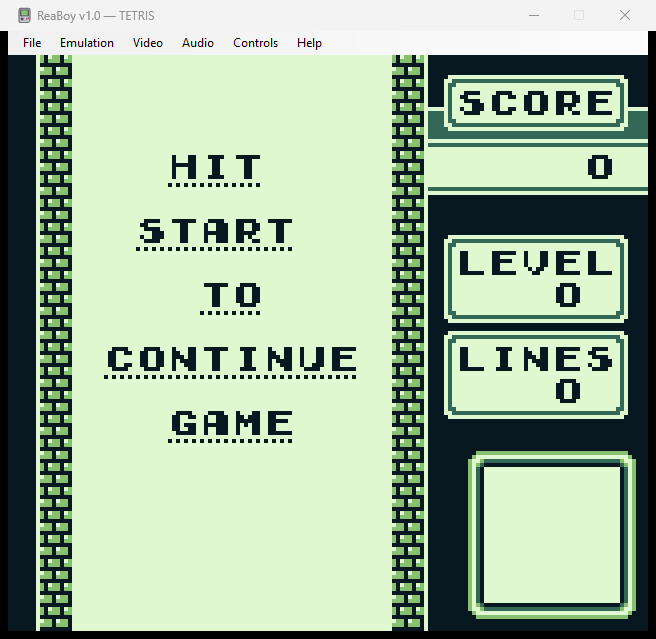 ReaBoy v1.0 — TETRIS
File Emulation Video Audio Controls Help
HIT
START
TO
CONTINUE
GAME
SCORE
0
LEVEL
0
LINES
0